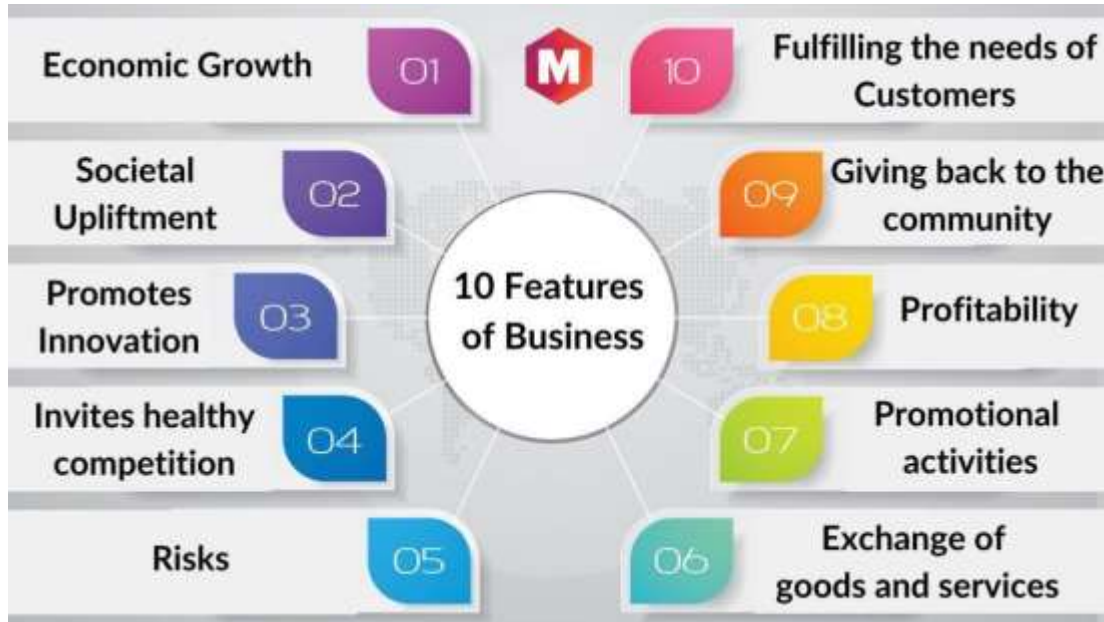 Economic Growth
01
Societal
Upliftment
02
Promotes
Innovation
03
Invites healthy
competition
04
Risks
05
M
10 Features
of Business
10
Fulfilling the needs of
Customers
09
Giving back to the
community
08
Profitability
07
Promotional
activities
06
Exchange of
goods and services